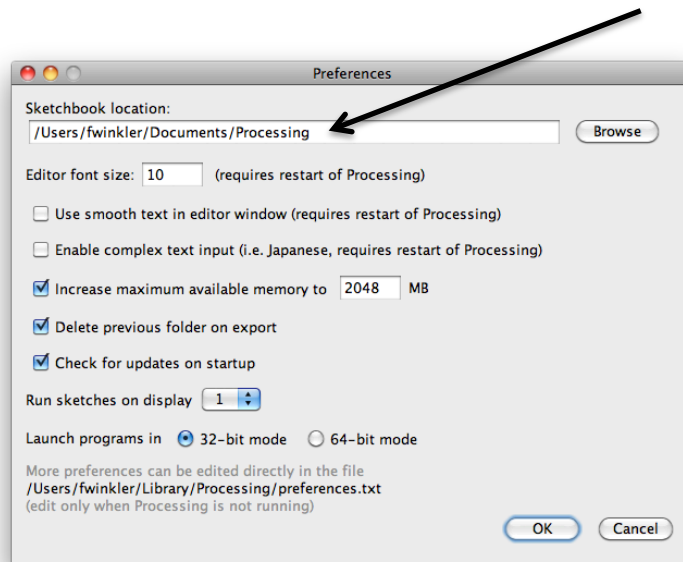 Preferences
Sketchbook location:
/Users/fwinkler/Documents/Processing
Browse
Editor font size: 10 (requires restart of Processing)
Use smooth text in editor window (requires restart of Processing)
Enable complex text input (i.e. Japanese, requires restart of Processing)
Increase maximum available memory to 2048 MB
Delete previous folder on export
Check for updates on startup
Run sketches on display 1
Launch programs in 32-bit mode 64-bit mode
More preferences can be edited directly in the file
/Users/fwinkler/Library/Processing/preferences.txt
(edit only when Processing is not running)
OK Cancel